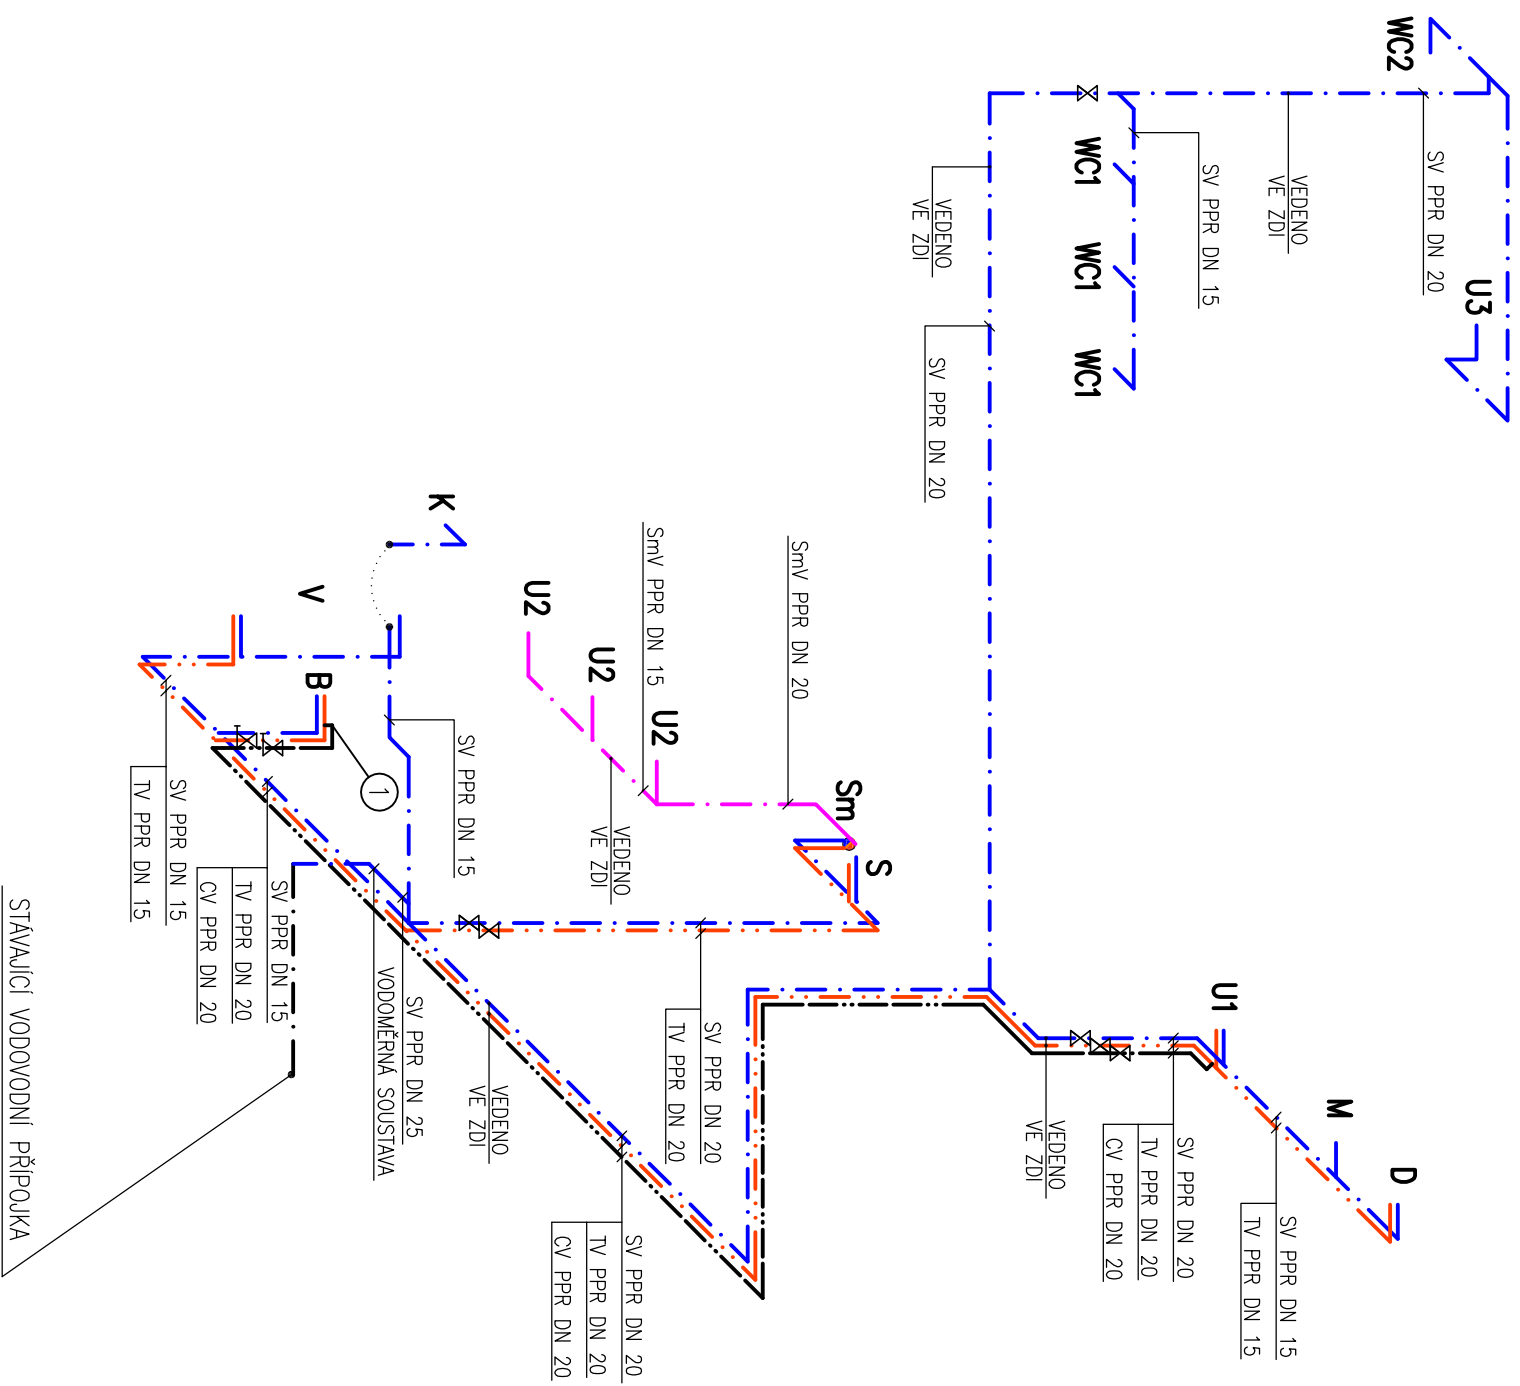 WC2
SV PPR DN 20
VEDENO
VE ZDI
SV PPR DN 15
U3
WC1
WC1
WC1
VEDENO
VE ZDI
SV PPR DN 20
K
V
B
U2
U2
U2
SmV PPR DN 15
SmV PPR DN 20
Sm
S
VEDENO
VE ZDI
SV PPR DN 15
1
SV PPR DN 15
TV PPR DN 15
SV PPR DN 15
TV PPR DN 20
CV PPR DN 20
SV PPR DN 25
VODOMĚRNÁ SOUSTAVA
VEDENO
VE ZDI
SV PPR DN 20
TV PPR DN 20
U1
M
D
VEDENO
VE ZDI
SV PPR DN 20
TV PPR DN 20
CV PPR DN 20
SV PPR DN 15
TV PPR DN 15
SV PPR DN 20
TV PPR DN 20
CV PPR DN 20
STÁVAJÍCÍ VODOVODNÍ PŘÍPOJKA